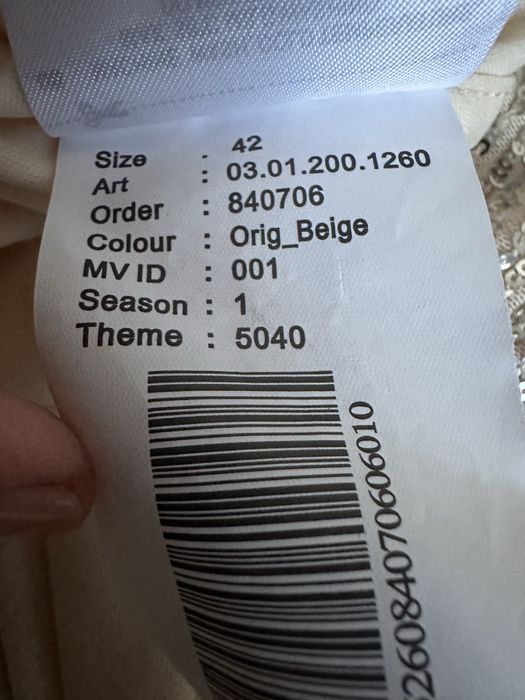 Size : 42
Art : 03.01.200.1260
Order : 840706
Colour : Orig_Beige
MV ID : 001
Season : 1
Theme : 5040
26084070606010